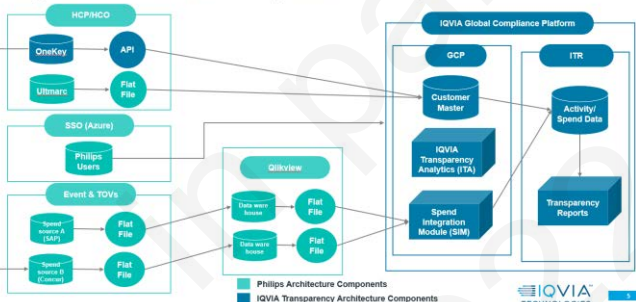 HCP/HCO
OneKey
API
Ultmarc
Flat
File
SSO (Azure)
Philips
Users
Event & TOVs
Spend
source A
(SAP)
Flat
File
Spend
source B
(Concur)
Flat
File
Qlikview
Data ware
house
Flat
File
Data ware
house
Flat
File
IQVIA Global Compliance Platform
GCP
Customer
Master
IQVIA
Transparency
Analytics (ITA)
Spend
Integration
Module (SIM)
ITR
Activity/
Spend Data
Transparency
Reports
Philips Architecture Components
IQVIA Transparency Architecture Components
IQVIA
TECHNOLOGIES
5